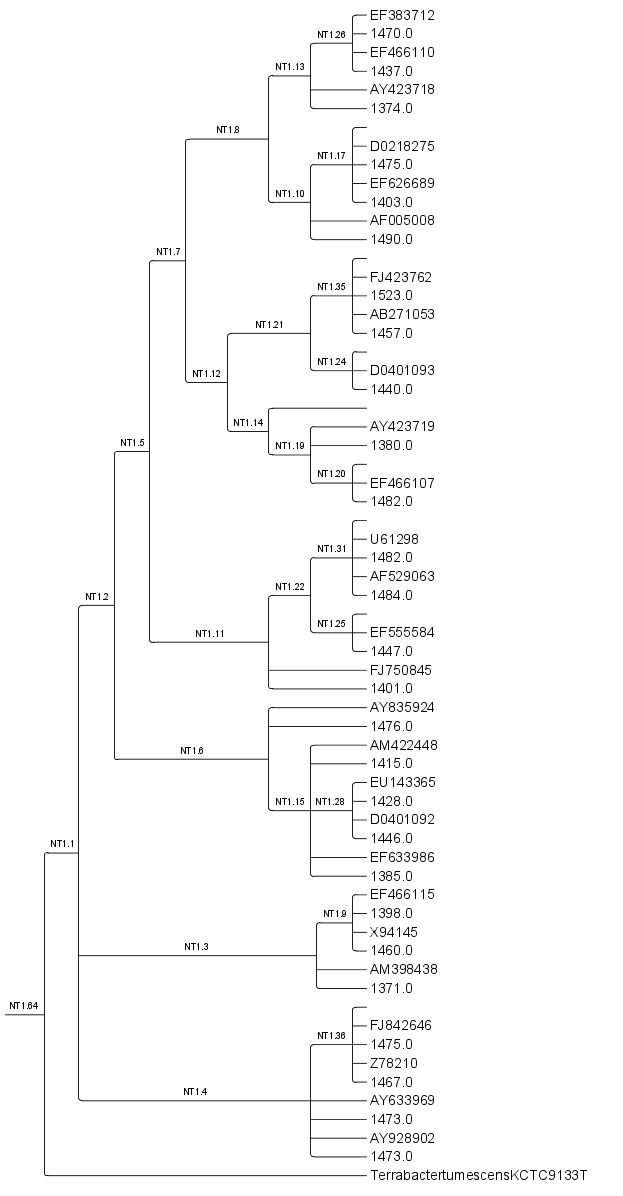 EF383712
NT1.26
1470.0
EF466110
NT1.13
1437.0
AY423718
1374.0
NT1.8
D0218275
NT1.17
1475.0
EF626689
NT1.10
1403.0
AF005008
1490.0
NT1.7
FJ423762
NT1.35
1523.0
AB271053
NT1.21
1457.0
NT1.24
D0401093
NT1.12
1440.0
NT1.14
AY423719
NT1.5
NT1.19
1380.0
NT1.20
EF466107
1482.0
U61298
NT1.31
1482.0
AF529063
NT1.22
1484.0
NT1.2
NT1.25
EF555584
NT1.11
1447.0
FJ750845
1401.0
AY835924
1476.0
NT1.6
AM422448
1415.0
EU143365
NT1.15
NT1.28
1428.0
D0401092
1446.0
NT1.1
EF633986
1385.0
EF466115
NT1.9
1398.0
X94145
NT1.3
1460.0
AM398438
1371.0
NT1.64
FJ842646
NT1.36
1475.0
Z78210
1467.0
NT1.4
AY633969
1473.0
AY928902
1473.0
TerrabactertumescensKCTC9133T